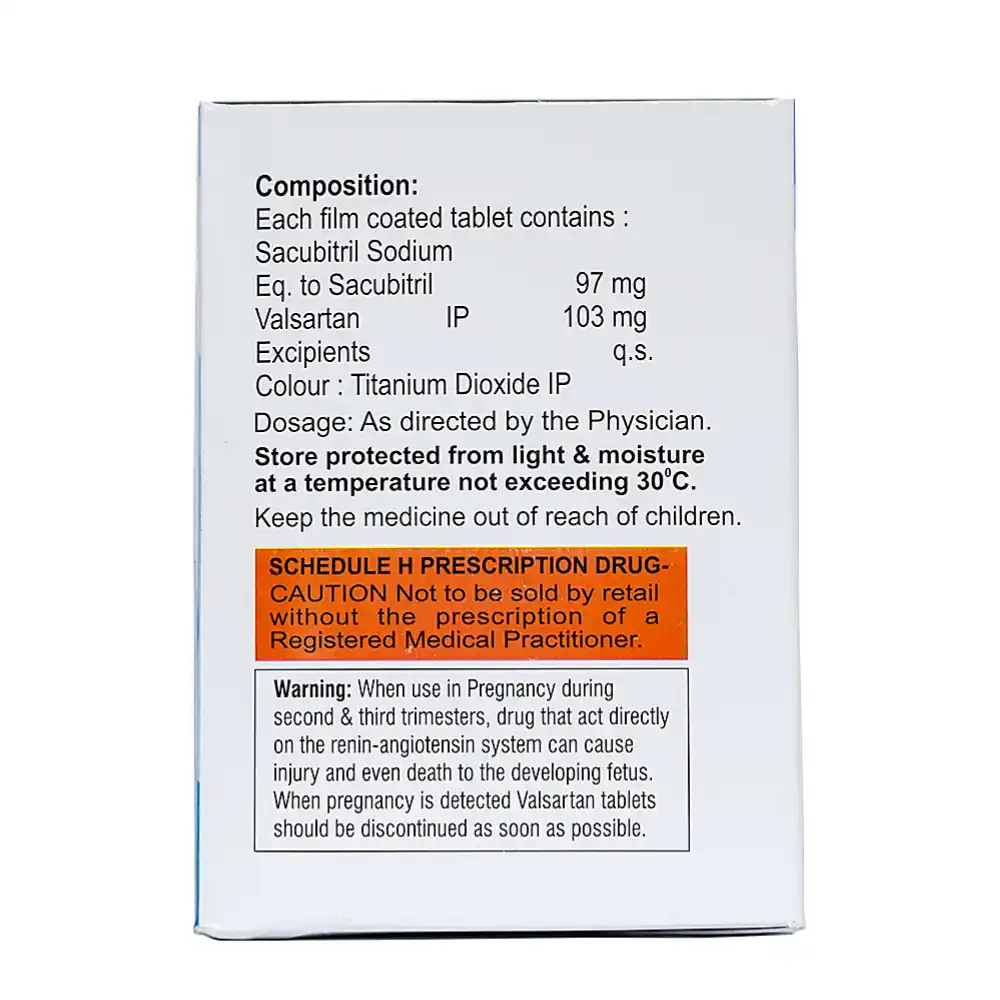 Composition:
Each film coated tablet contains :
Sacubitril Sodium
Eq. to Sacubitril 97 mg
Valsartan IP 103 mg
Excipients q.s.
Colour : Titanium Dioxide IP
Dosage: As directed by the Physician.
Store protected from light & moisture
at a temperature not exceeding 30⁰C.
Keep the medicine out of reach of children.
SCHEDULE H PRESCRIPTION DRUG-
CAUTION Not to be sold by retail
without the prescription of a
Registered Medical Practitioner.
Warning: When use in Pregnancy during
second & third trimesters, drug that act directly
on the renin-angiotensin system can cause
injury and even death to the developing fetus.
When pregnancy is detected Valsartan tablets
should be discontinued as soon as possible.